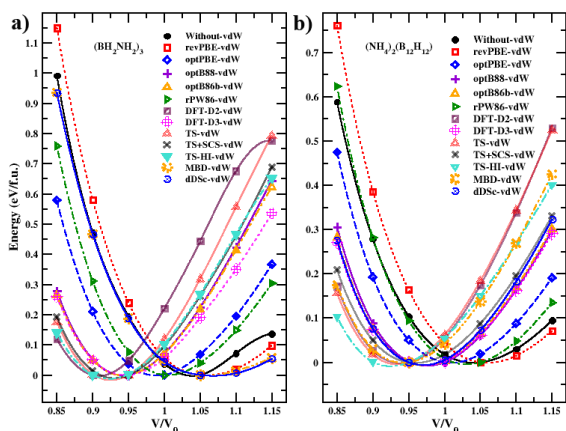 a)
(BH2NH2)3
Without-vdW
revPBE-vdW
optPBE-vdW
optB88-vdW
optB86b-vdW
rPW86-vdW
DFT-D2-vdW
DFT-D3-vdW
TS-vdW
TS+SCS-vdW
TS-HI-vdW
MBD-vdW
dDSc-vdW
Energy (eV/f.u.)
1.1
1
0.9
0.8
0.7
0.6
0.5
0.4
0.3
0.2
0.1
0
0.85 0.9 0.95 1 1.05 1.1 1.15
V/V0
b)
(NH4)2(B12H12)
Without-vdW
revPBE-vdW
optPBE-vdW
optB88-vdW
optB86b-vdW
rPW86-vdW
DFT-D2-vdW
DFT-D3-vdW
TS-vdW
TS+SCS-vdW
TS-HI-vdW
MBD-vdW
dDSc-vdW
0.7
0.6
0.5
0.4
0.3
0.2
0.1
0
0.85 0.9 0.95 1 1.05 1.1 1.15
V/V0